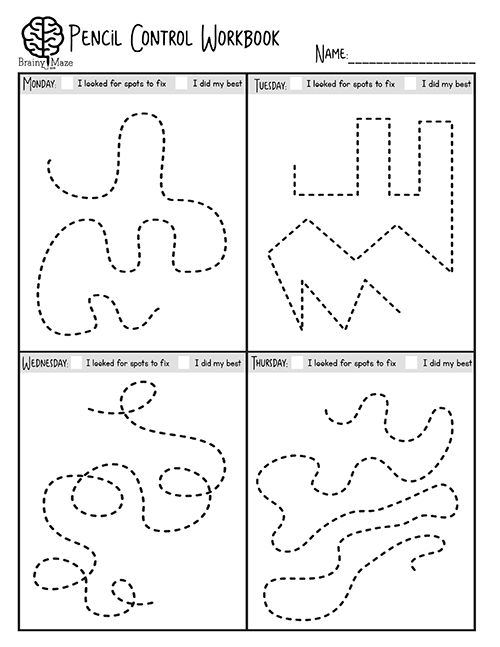 Pencil Control Workbook
Brainy Maze
Name:___________________
Monday: I looked for spots to fix I did my best
Tuesday: I looked for spots to fix I did my best
Wednesday: I looked for spots to fix I did my best
Thursday: I looked for spots to fix I did my best